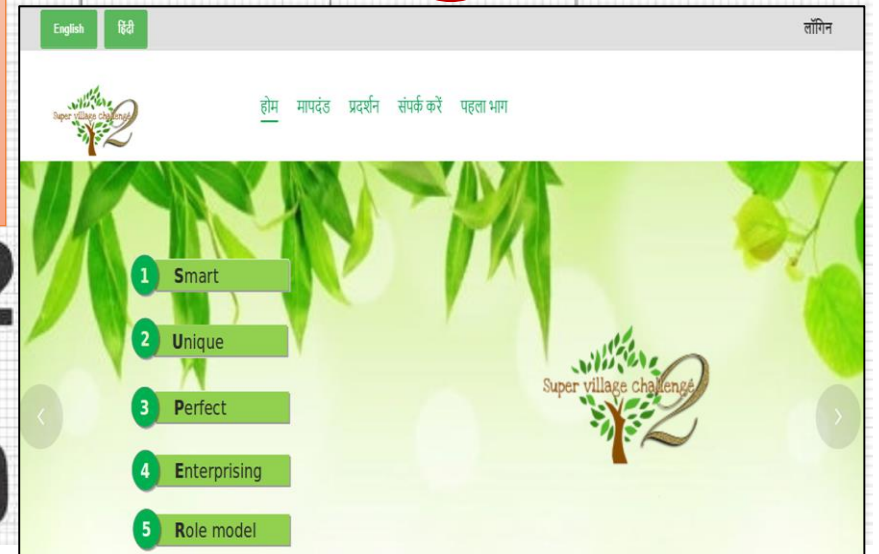 English हिंदी लॉगिन
Super village challenge 2
होम मापदंड प्रदर्शन संपर्क करें पहला भाग
1 Smart
2 Unique
3 Perfect
4 Enterprising
5 Role model
Super village challenge 2